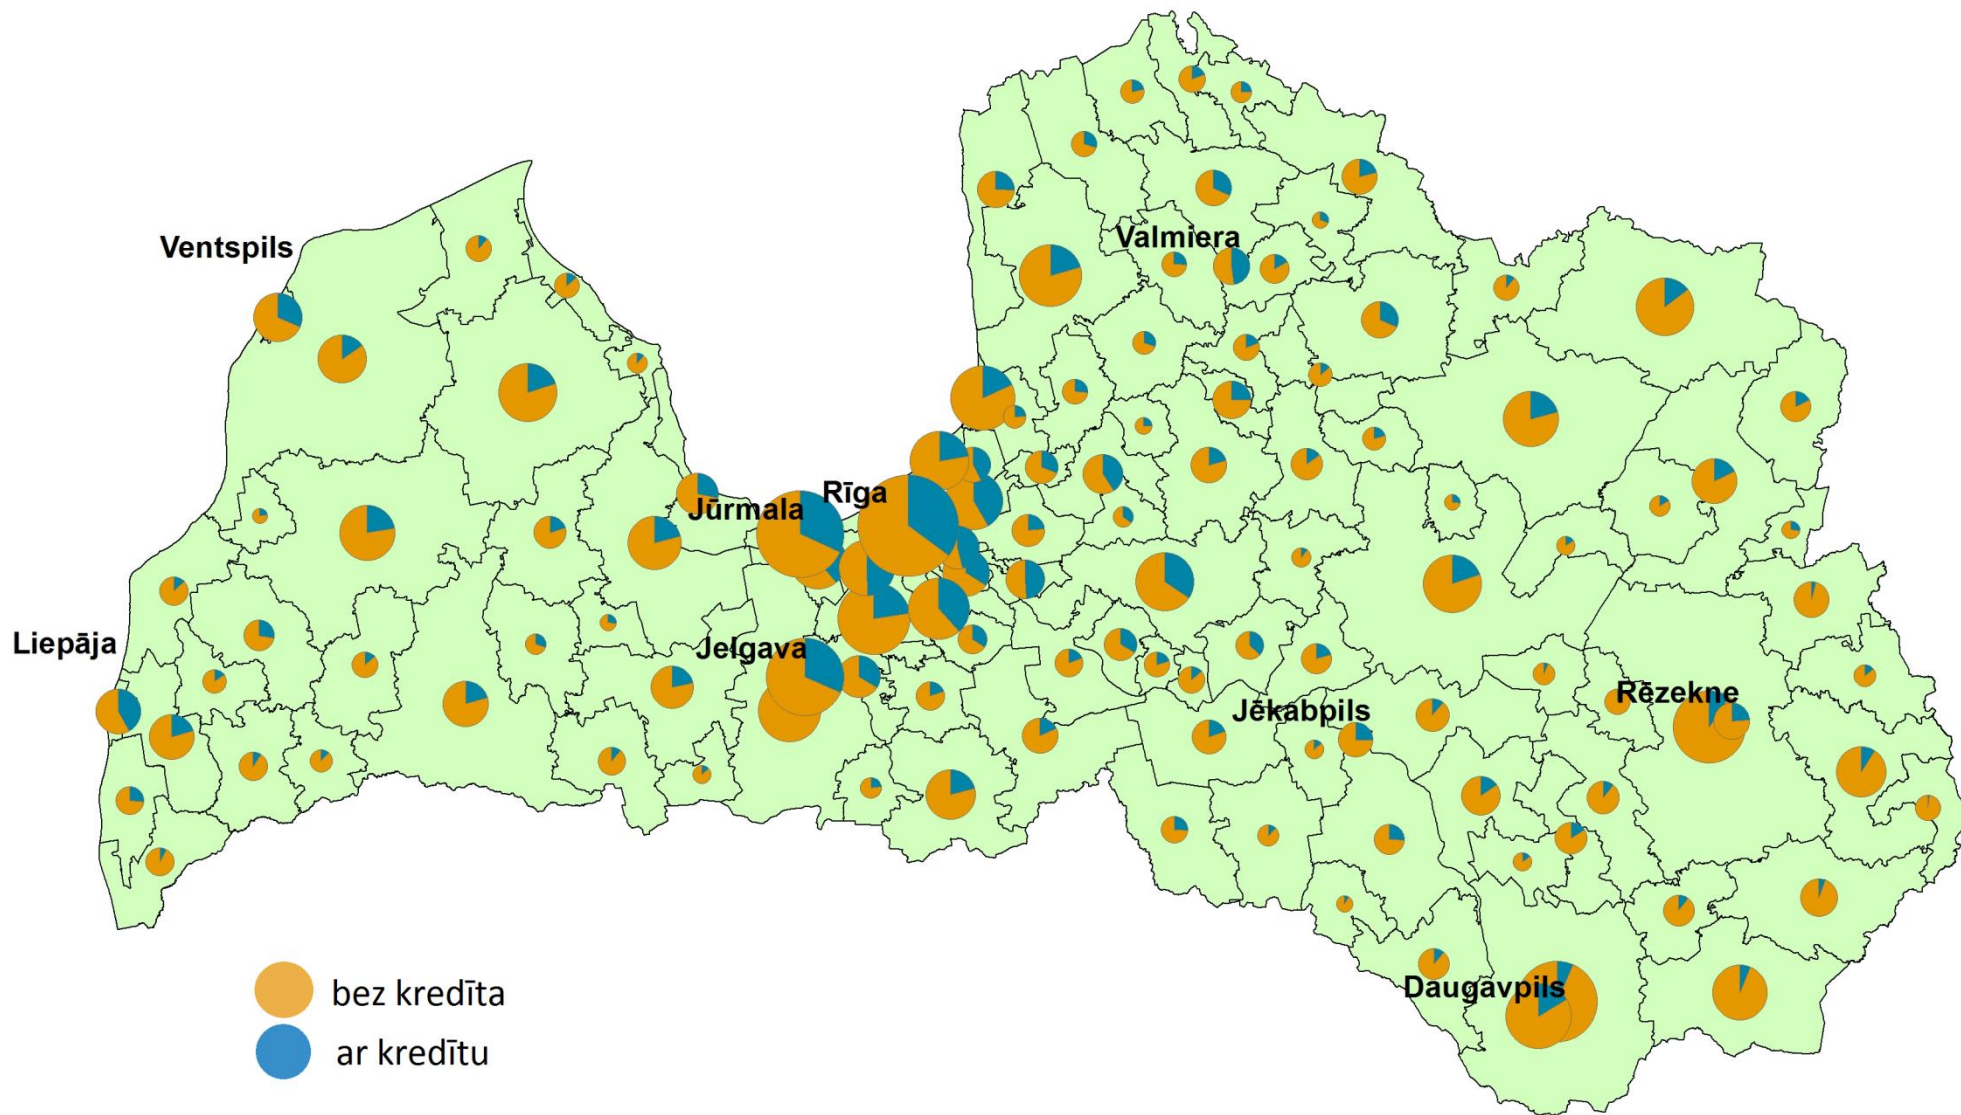 Ventspils
Valmiera
Rīga
Jūrmala
Liepāja
Jelgava
Rēzekne
Jēkabpils
Daugavpils
bez kredīta
ar kredītu